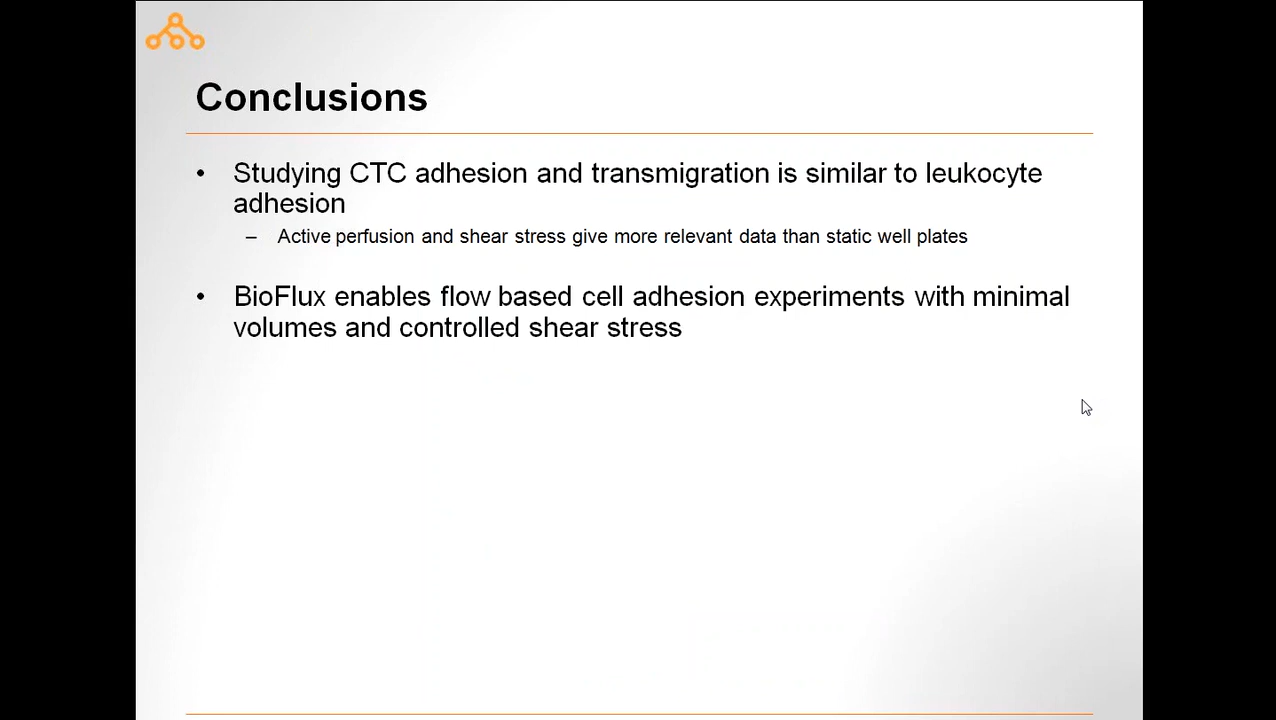 Conclusions
• Studying CTC adhesion and transmigration is similar to leukocyte
adhesion
– Active perfusion and shear stress give more relevant data than static well plates
• BioFlux enables flow based cell adhesion experiments with minimal
volumes and controlled shear stress